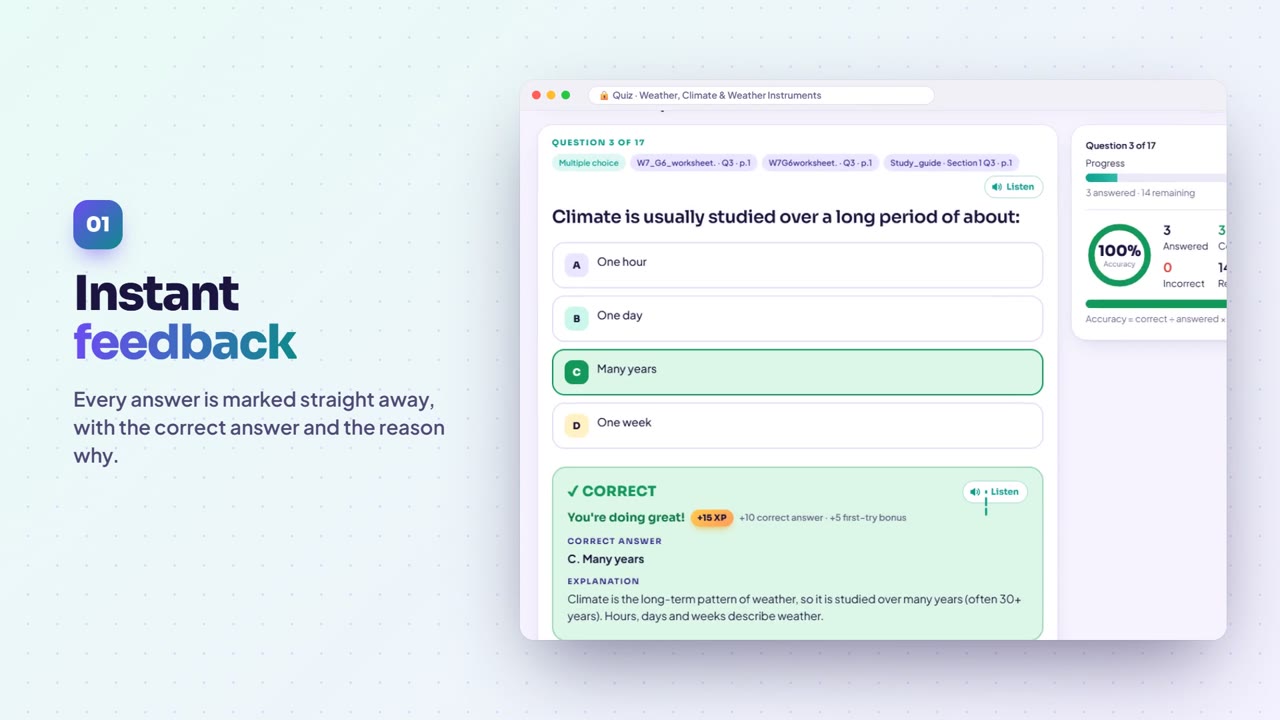 01
Instant
feedback
Every answer is marked straight away,
with the correct answer and the reason
why.
Quiz · Weather, Climate & Weather Instruments
QUESTION 3 OF 17
Multiple choice
W7_G6_worksheet. · Q3 · p.1
W7G6worksheet. · Q3 · p.1
Study_guide · Section 1 Q3 · p.1
Listen
Climate is usually studied over a long period of about:
A One hour
B One day
C Many years
D One week
✓ CORRECT
Listen
You're doing great! +15 XP +10 correct answer · +5 first-try bonus
CORRECT ANSWER
C. Many years
EXPLANATION
Climate is the long-term pattern of weather, so it is studied over many years (often 30+
years). Hours, days and weeks describe weather.
Question 3 of 17
Progress
3 answered · 14 remaining
100%
Accuracy
3
Answered
0
Incorrect
3
14
Accuracy = correct ÷ answered ×